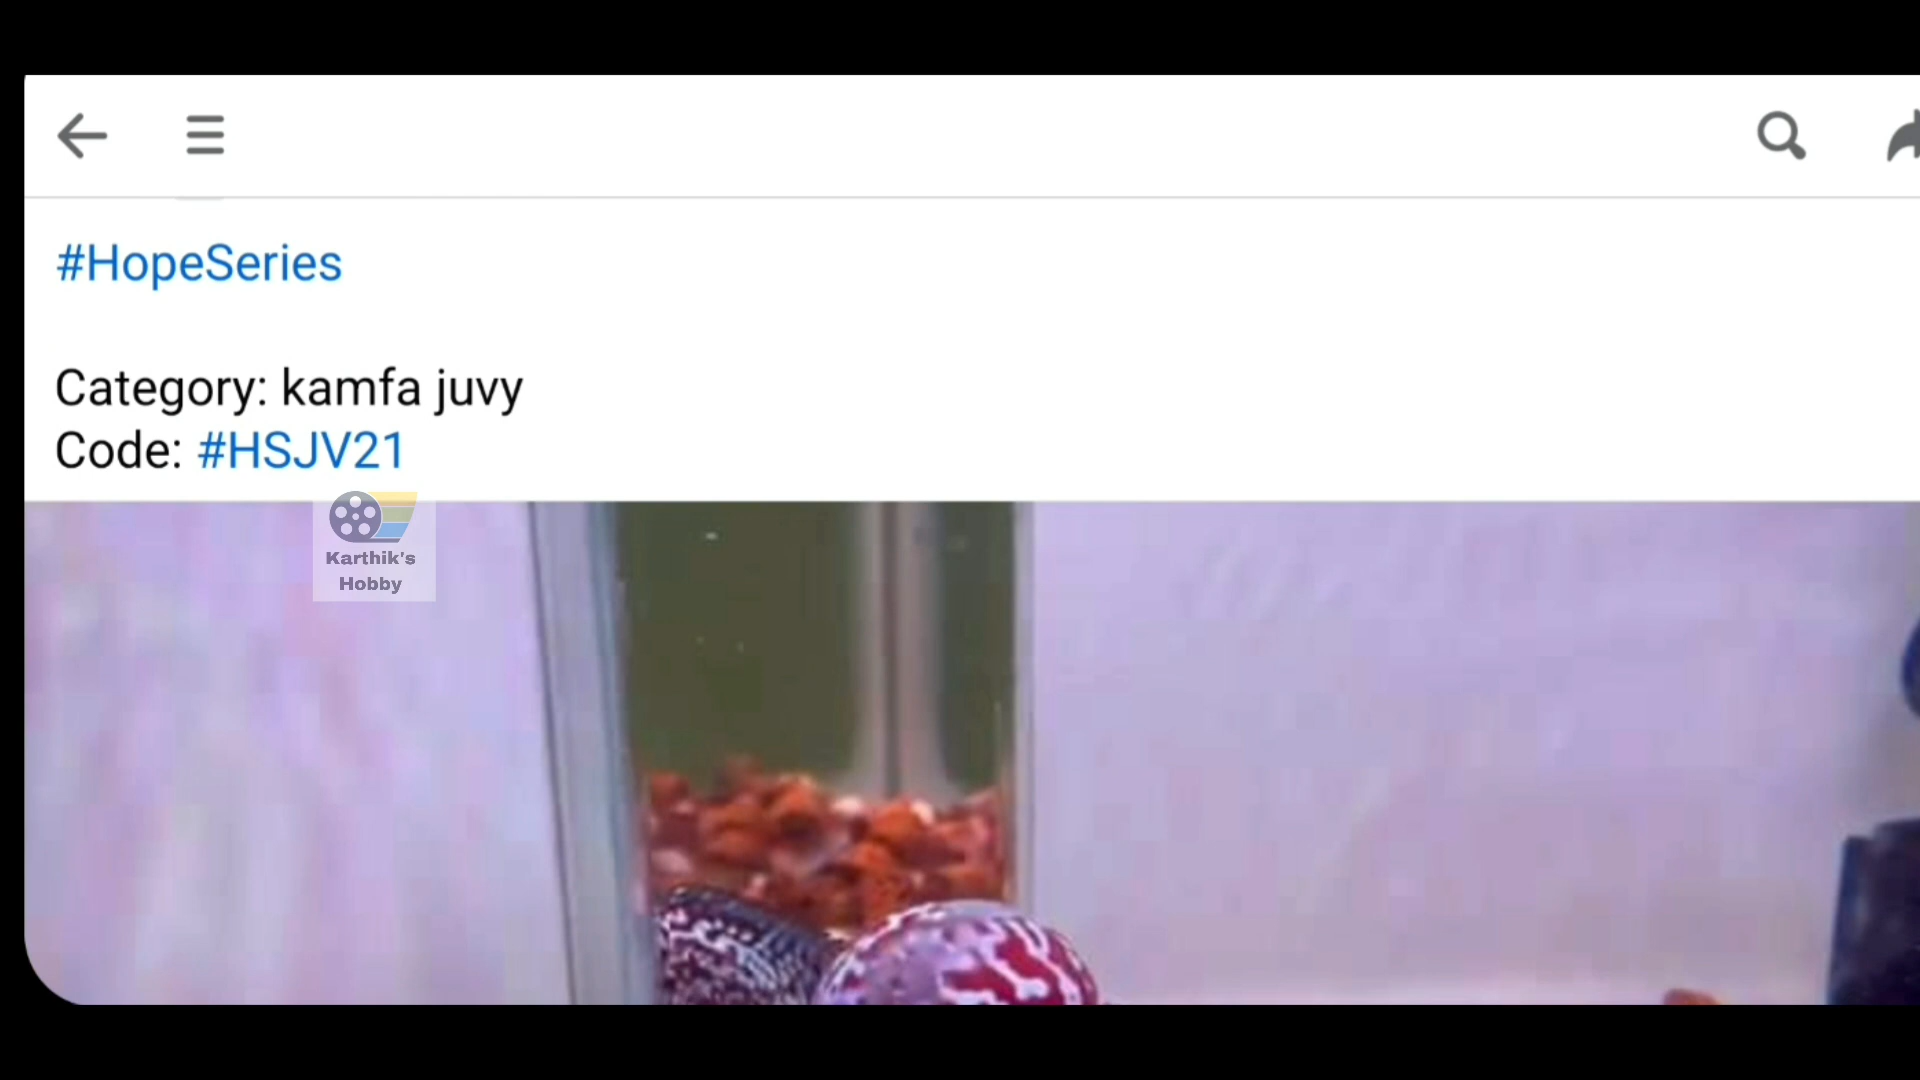 #HopeSeries
Category: kamfa juvy
Code: #HSJV21
Karthik's
Hobby